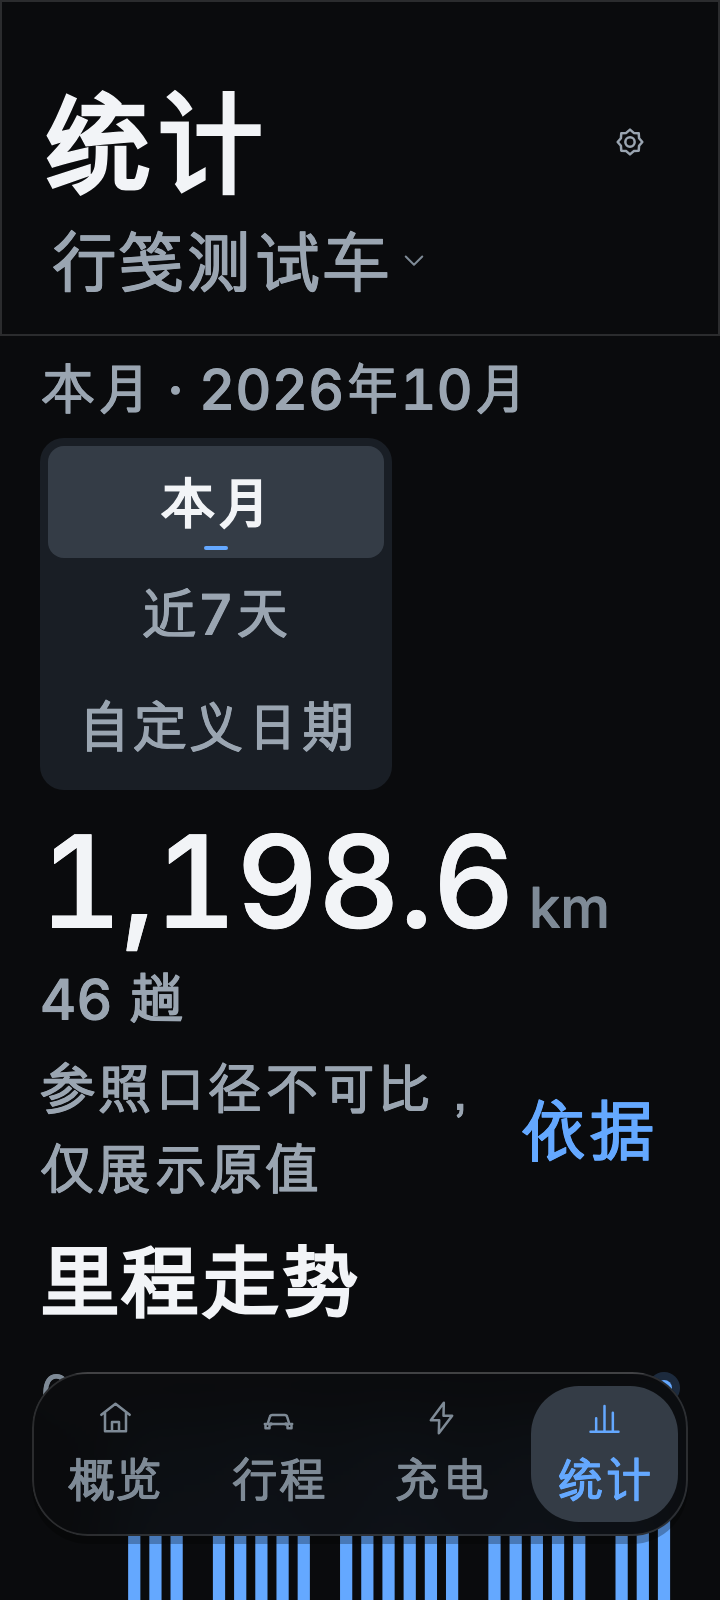 统计
行笺测试车
本月 · 2026年10月
本月
近7天
自定义日期
1,198.6 km
46 趟
参照口径不可比，
仅展示原值
依据
里程走势
概览
行程
充电
统计